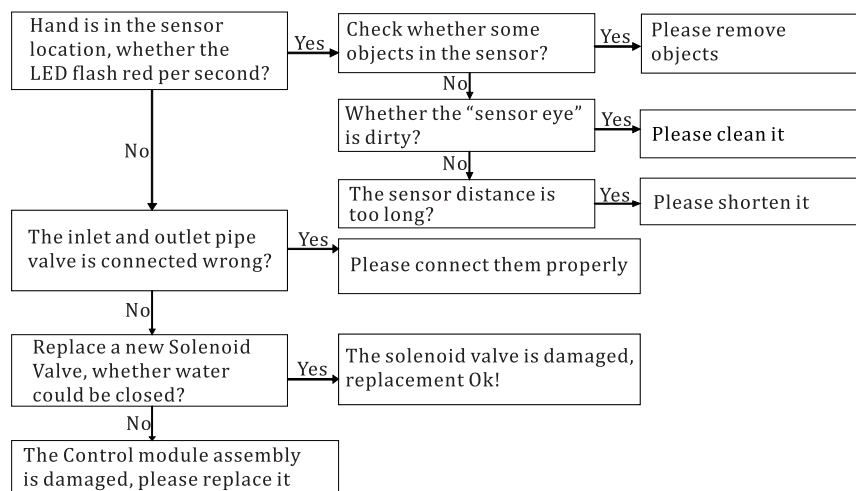 Hand is in the sensor
location, whether the
LED flash red per second?
Yes
Check whether some
objects in the sensor?
Yes
Please remove
objects
No
Whether the “sensor eye”
is dirty?
Yes
Please clean it
No
No
The sensor distance is
too long?
Yes
Please shorten it
The inlet and outlet pipe
valve is connected wrong?
Yes
Please connect them properly
No
Replace a new Solenoid
Valve, whether water
could be closed?
Yes
The solenoid valve is damaged,
replacement Ok!
No
The Control module assembly
is damaged, please replace it